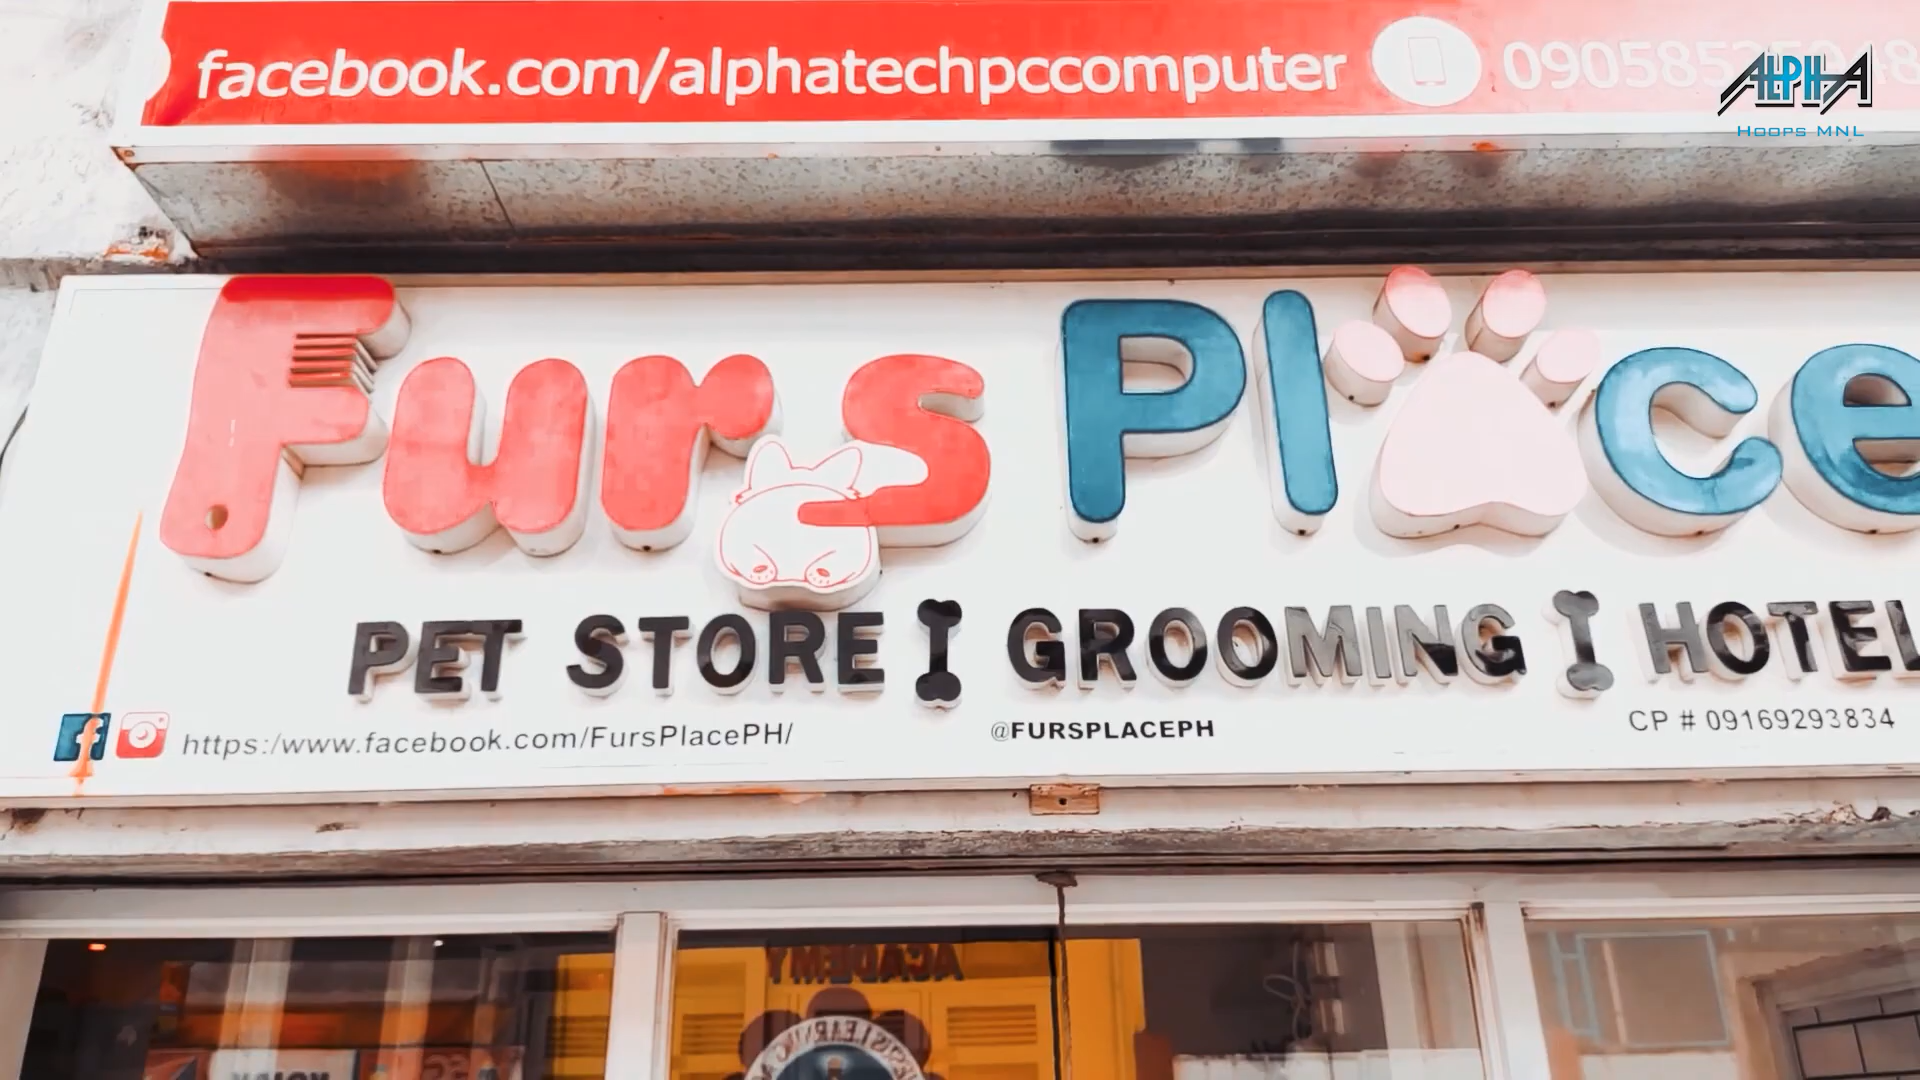 facebook.com/alphatechpccomputer
ALPHA
Hoops MNL
Furs Place
PET STORE GROOMING HOTEL
https:/www.facebook.com/FursPlacePH/ @FURSPLACEPH CP # 09169293834
ACADEMY